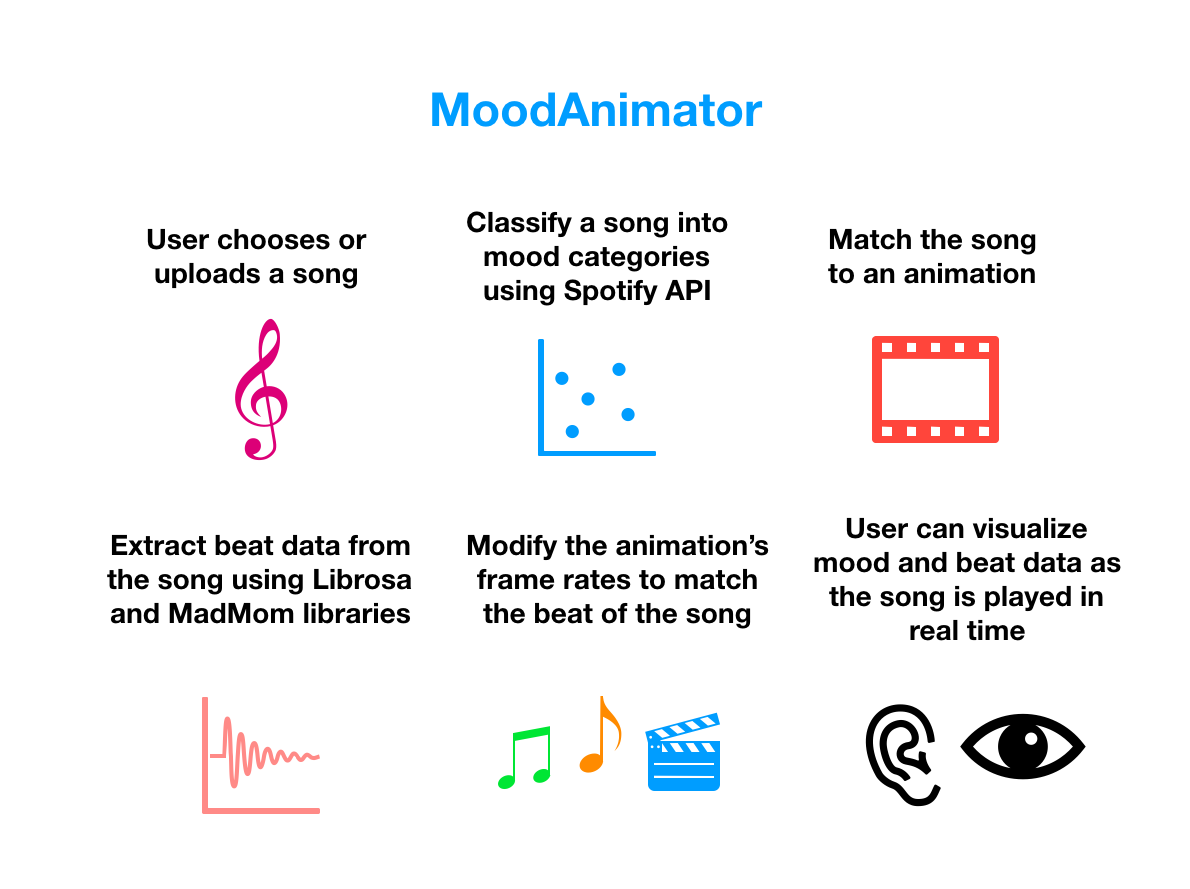 MoodAnimator
User chooses or
uploads a song
Classify a song into
mood categories
using Spotify API
Match the song
to an animation
Extract beat data from
the song using Librosa
and MadMom libraries
Modify the animation’s
frame rates to match
the beat of the song
User can visualize
mood and beat data as
the song is played in
real time